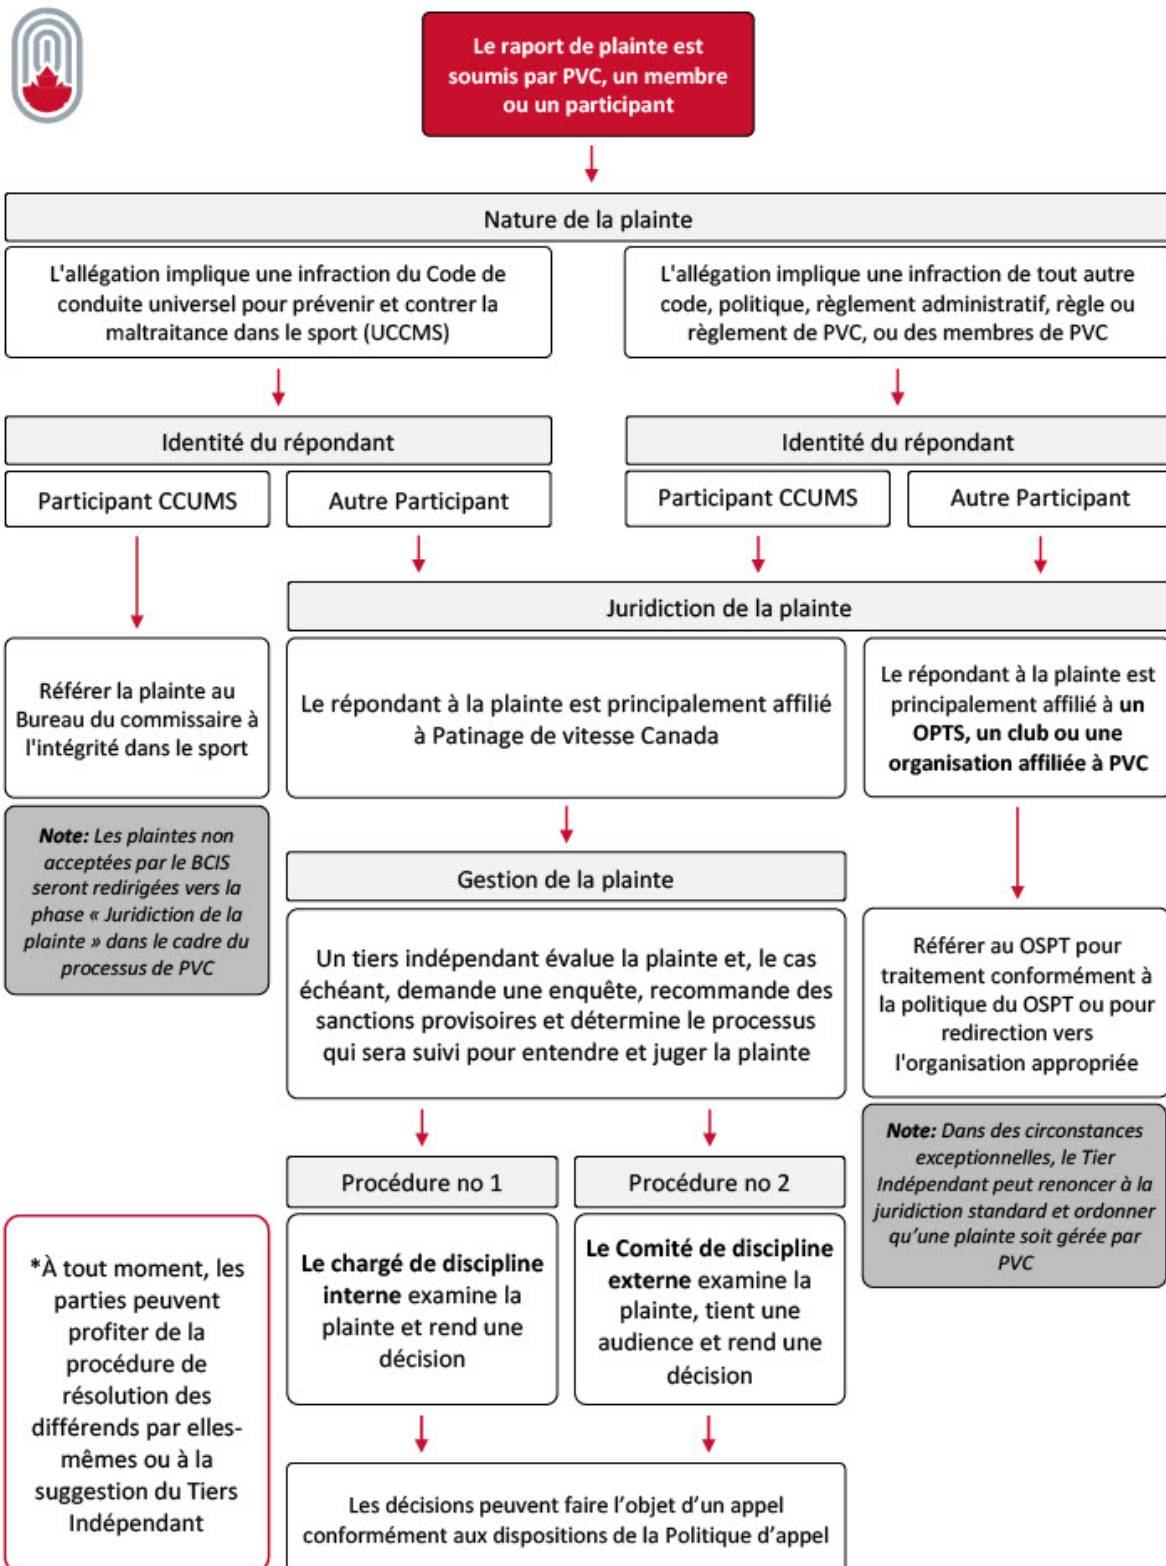 Le raport de plainte est
soumis par PVC, un membre
ou un participant
Nature de la plainte
L'allégation implique une infraction du Code de
conduite universel pour prévenir et contrer la
maltraitance dans le sport (UCCMS)
L'allégation implique une infraction de tout autre
code, politique, règlement administratif, règle ou
règlement de PVC, ou des membres de PVC
Identité du répondant
Identité du répondant
Participant CCUMS
Autre Participant
Participant CCUMS
Autre Participant
Juridiction de la plainte
Référer la plainte au
Bureau du commissaire à
l'intégrité dans le sport
Le répondant à la plainte est principalement affilié
à Patinage de vitesse Canada
Le répondant à la plainte est
principalement affilié à un
OPTS, un club ou une
organisation affiliée à PVC
Note: Les plaintes non
acceptées par le BCIS
seront redirigées vers la
phase « Juridiction de la
plainte » dans le cadre du
processus de PVC
Gestion de la plainte
Un tiers indépendant évalue la plainte et, le cas
échéant, demande une enquête, recommande des
sanctions provisoires et détermine le processus
qui sera suivi pour entendre et juger la plainte
Référer au OSPT pour
traitement conformément à
la politique du OSPT ou pour
redirection vers
l'organisation appropriée
Note: Dans des circonstances
exceptionnelles, le Tier
Indépendant peut renoncer à la
juridiction standard et ordonner
qu'une plainte soit gérée par
PVC
Procédure no 1
Procédure no 2
Le chargé de discipline
interne examine la
plainte et rend une
décision
Le Comité de discipline
externe examine la
plainte, tient une
audience et rend une
décision
*À tout moment, les
parties peuvent
profiter de la
procédure de
résolution des
différends par elles-
mêmes ou à la
suggestion du Tiers
Indépendant
Les décisions peuvent faire l'objet d'un appel
conformément aux dispositions de la Politique d'appel